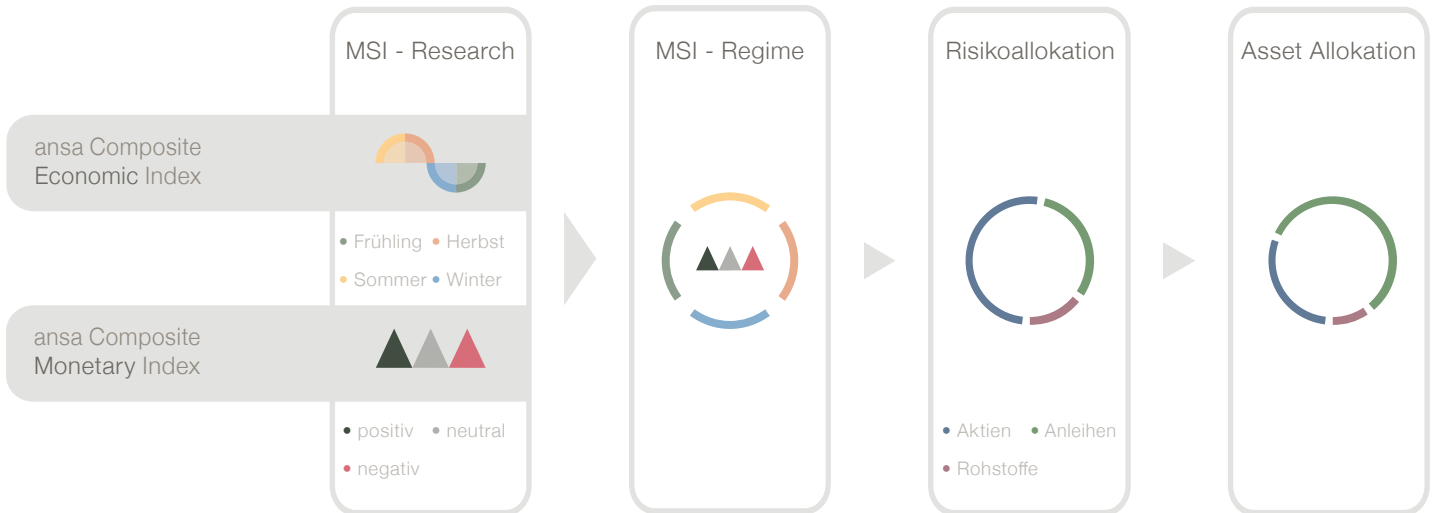 MSI - Research
MSI - Regime
Risikoallokation
Asset Allokation
ansa Composite
Economic Index
Frühling
Herbst
Sommer
Winter
ansa Composite
Monetary Index
positiv
neutral
negativ
Aktien
Anleihen
Rohstoffe